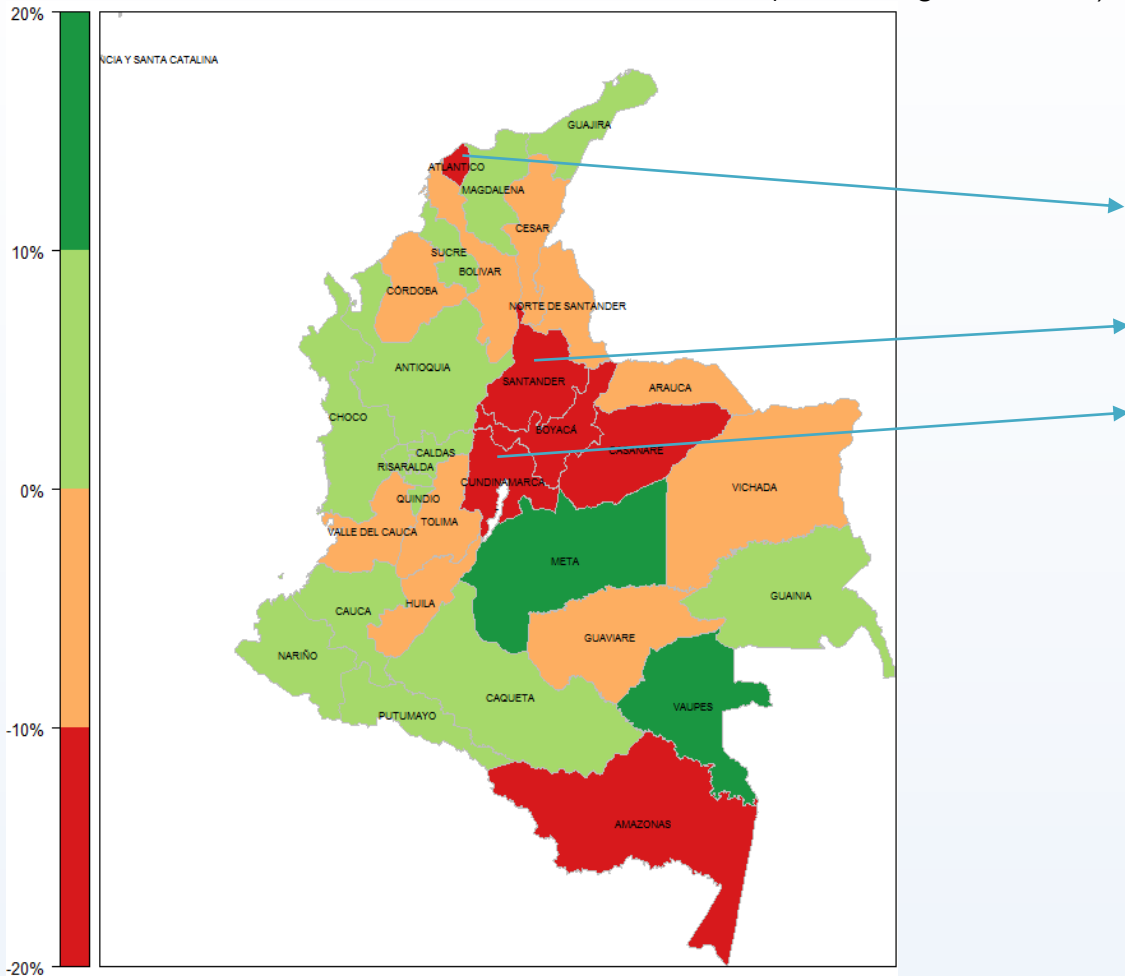 20%
NCIA Y SANTA CATALINA
GUAJIRA
ATLANTICO
MAGDALENA
CESAR
10%
SUCRE
BOLIVAR
CÓRDOBA
NORTE DE SANTANDER
ANTIOQUIA
SANTANDER
ARAUCA
CHOCO
BOYACÁ
CALDAS
CASANARE
RISARALDA
CUNDINAMARCA
VICHADA
0%
QUINDIO
TOLIMA
VALLE DEL CAUCA
META
GUAINIA
HUILA
CAUCA
GUAVIARE
NARIÑO
CAQUETA
VAUPES
PUTUMAYO
-10%
AMAZONAS
-20%